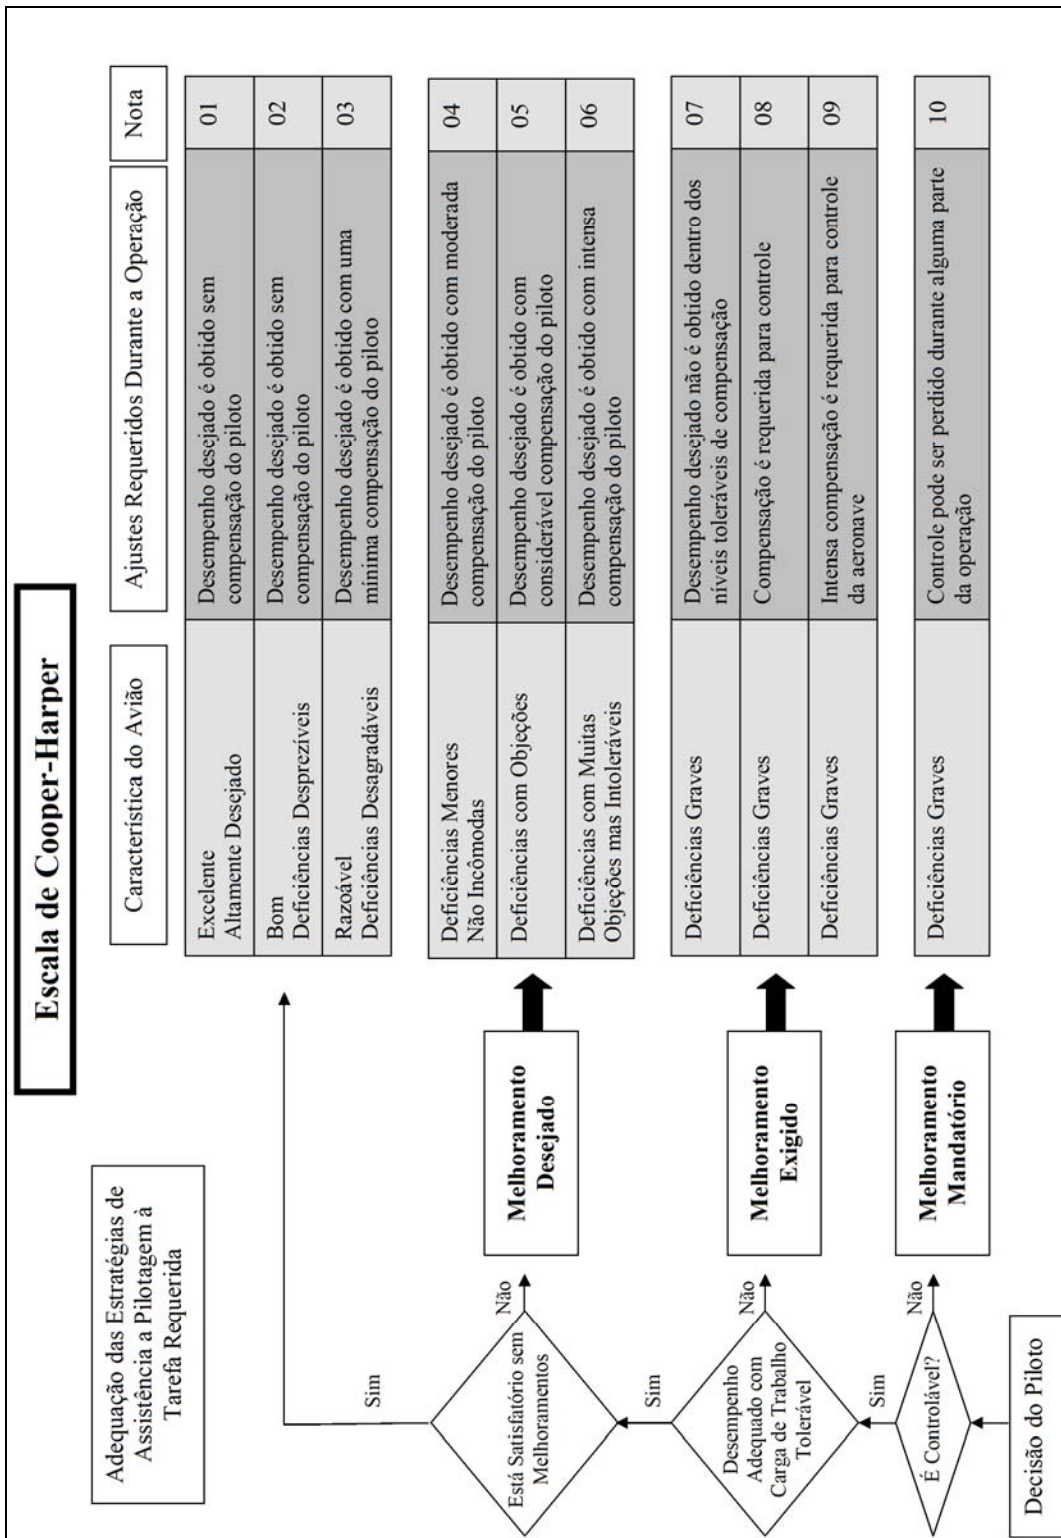 Escala de Cooper-Harper
Adequação das Estratégias de
Assistência a Pilotagem à
Tarefa Requerida
Característica do Avião
Ajustes Requeridos Durante a Operação
Nota
Excelente
Altamente Desejado
Desempenho desejado é obtido sem
compensação do piloto
01
Bom
Deficiências Desprezíveis
Desempenho desejado é obtido sem
compensação do piloto
02
Razoável
Deficiências Desagradáveis
Desempenho desejado é obtido com uma
mínima compensação do piloto
03
Sim
Está Satisfatório sem
Melhoramentos
Não
Melhoramento
Desejado
Deficiências Menores
Não Incômodas
Desempenho desejado é obtido com moderada
compensação do piloto
04
Deficiências com Objeções
Desempenho desejado é obtido com
considerável compensação do piloto
05
Deficiências com Muitas
Objeções mas Intoleráveis
Desempenho desejado é obtido com intensa
compensação do piloto
06
Sim
Desempenho
Adequado com
Carga de Trabalho
Tolerável
Não
Melhoramento
Exigido
Deficiências Graves
Desempenho desejado não é obtido dentro dos
níveis toleráveis de compensação
07
Deficiências Graves
Compensação é requerida para controle
08
Deficiências Graves
Intensa compensação é requerida para controle
da aeronave
09
Sim
É Controlável?
Não
Melhoramento
Mandatório
Deficiências Graves
Controle pode ser perdido durante alguma parte
da operação
10
Decisão do Piloto